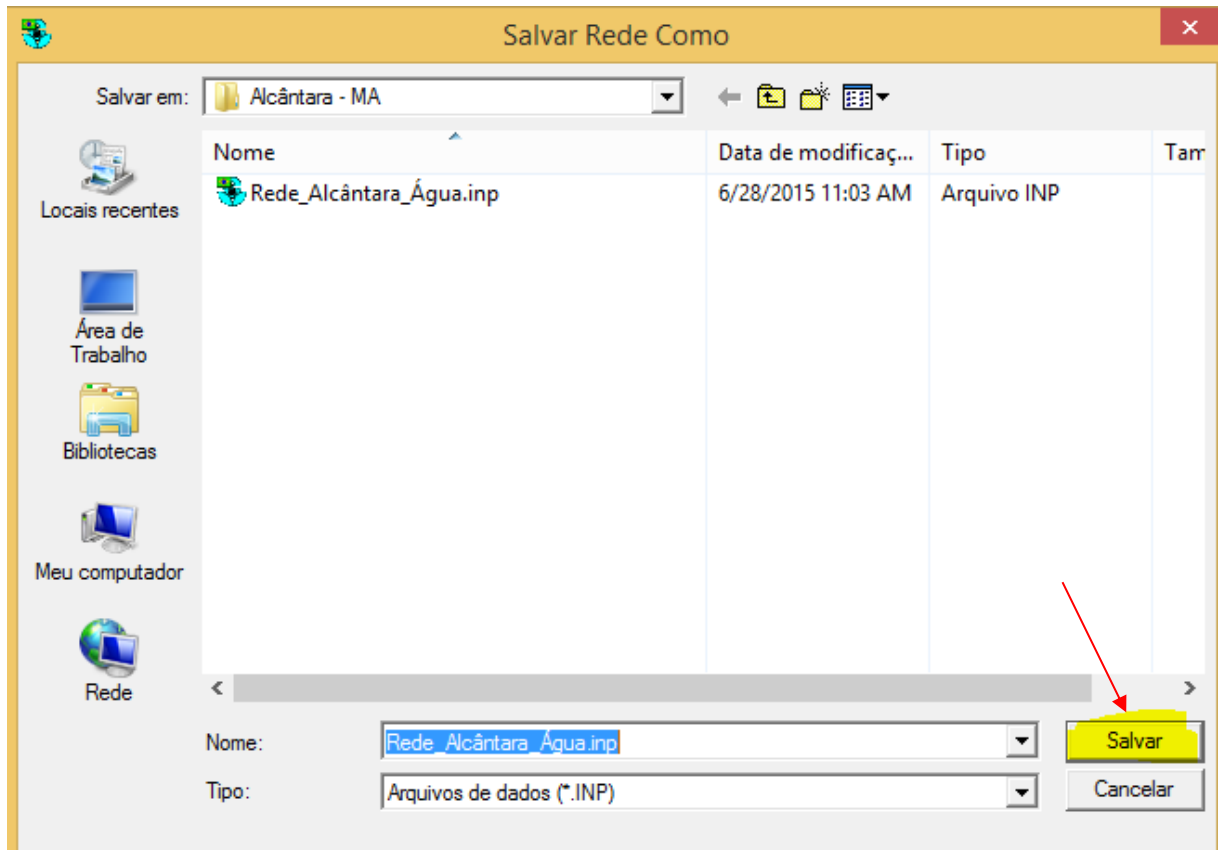 Salvar Rede Como
Salvar em: Alcântara - MA
Nome Data de modificaç... Tipo Tam
Rede_Alcântara_Água.inp 6/28/2015 11:03 AM Arquivo INP
Locais recentes
Área de
Trabalho
Bibliotecas
Meu computador
Rede
Nome: Rede_Alcântara_Água.inp Salvar
Tipo: Arquivos de dados (*.INP) Cancelar